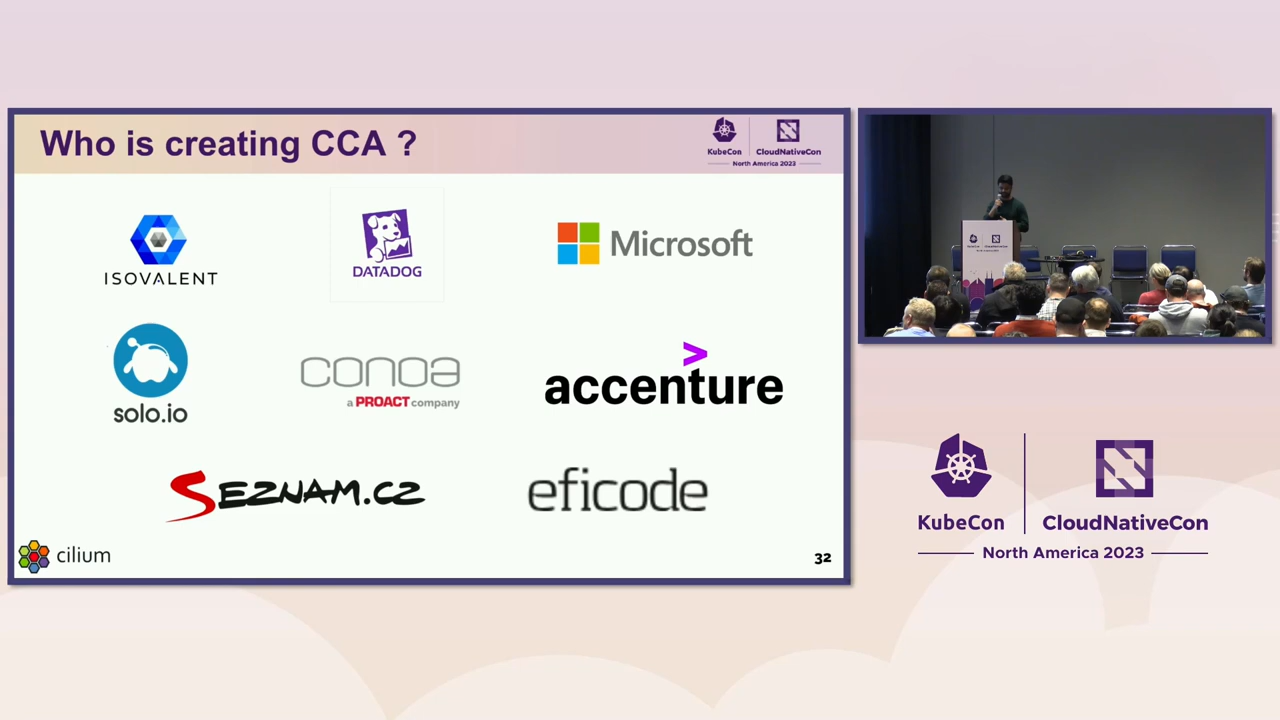 Who is creating CCA ?
KubeCon
CloudNativeCon
North America 2023
ISOVALENT
DATADOG
Microsoft
solo.io
conoa
a PROACT company
accenture
SEZNAM.CZ
eficode
cilium
32
KubeCon
CloudNativeCon
North America 2023